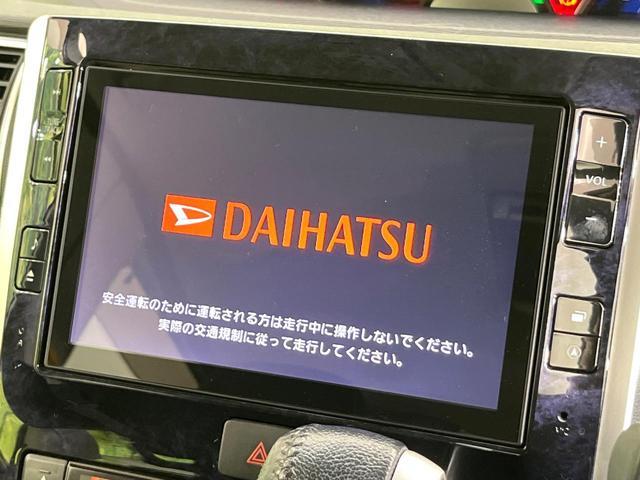 DAIHATSU
安全運転のために運転される方は走行中に操作しないでください。
実際の交通規制に従って走行してください。
+
VOL